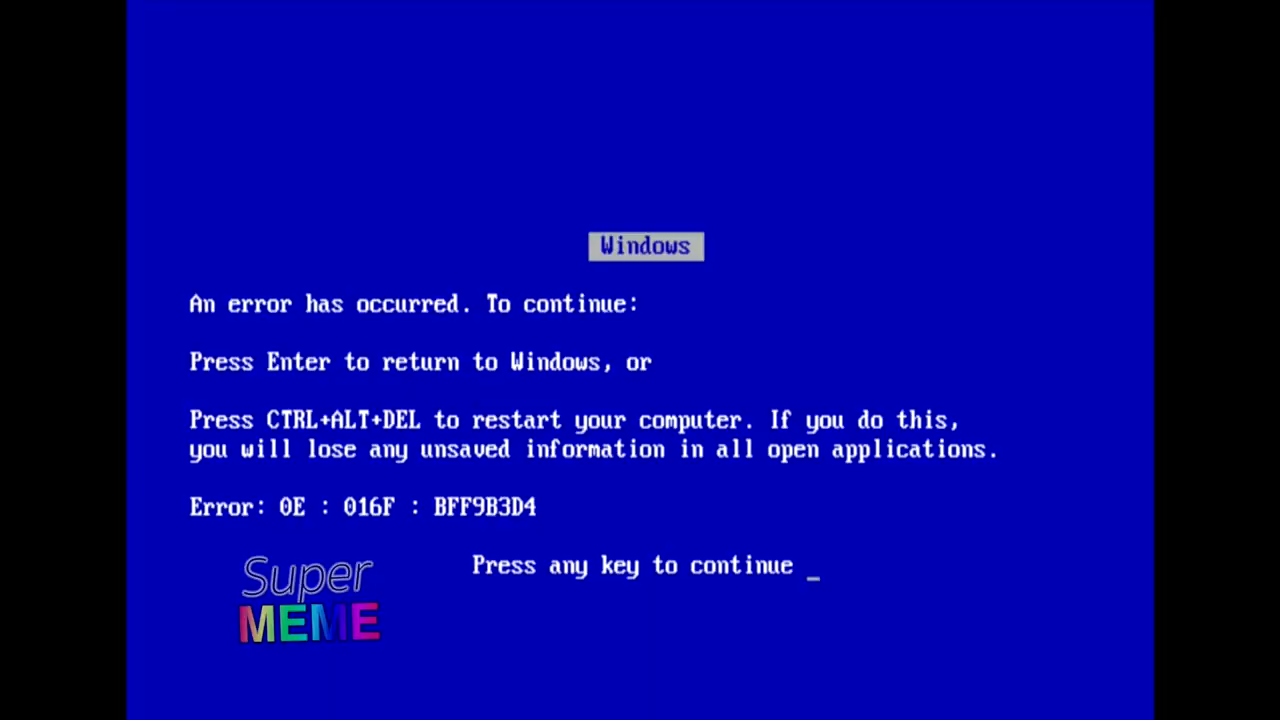 Windows
An error has occurred. To continue:
Press Enter to return to Windows, or
Press CTRL+ALT+DEL to restart your computer. If you do this,
you will lose any unsaved information in all open applications.
Error: 0E : 016F : BFF9B3D4
Press any key to continue _
Super
MEME